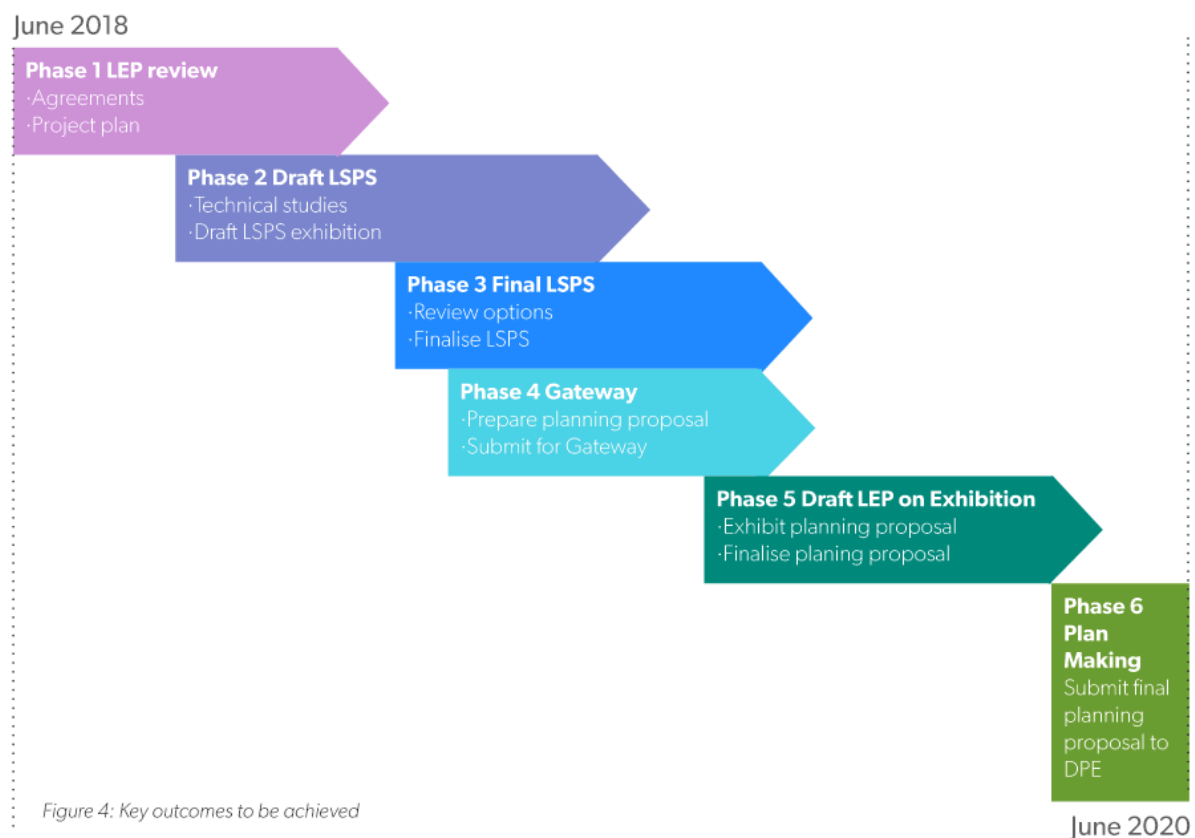 June 2018
Phase 1 LEP review
·Agreements
·Project plan
Phase 2 Draft LSPS
·Technical studies
·Draft LSPS exhibition
Phase 3 Final LSPS
·Review options
·Finalise LSPS
Phase 4 Gateway
·Prepare planning proposal
·Submit for Gateway
Phase 5 Draft LEP on Exhibition
·Exhibit planning proposal
·Finalise planing proposal
Phase 6
Plan
Making
Submit final
planning
proposal to
DPE
Figure 4: Key outcomes to be achieved
June 2020